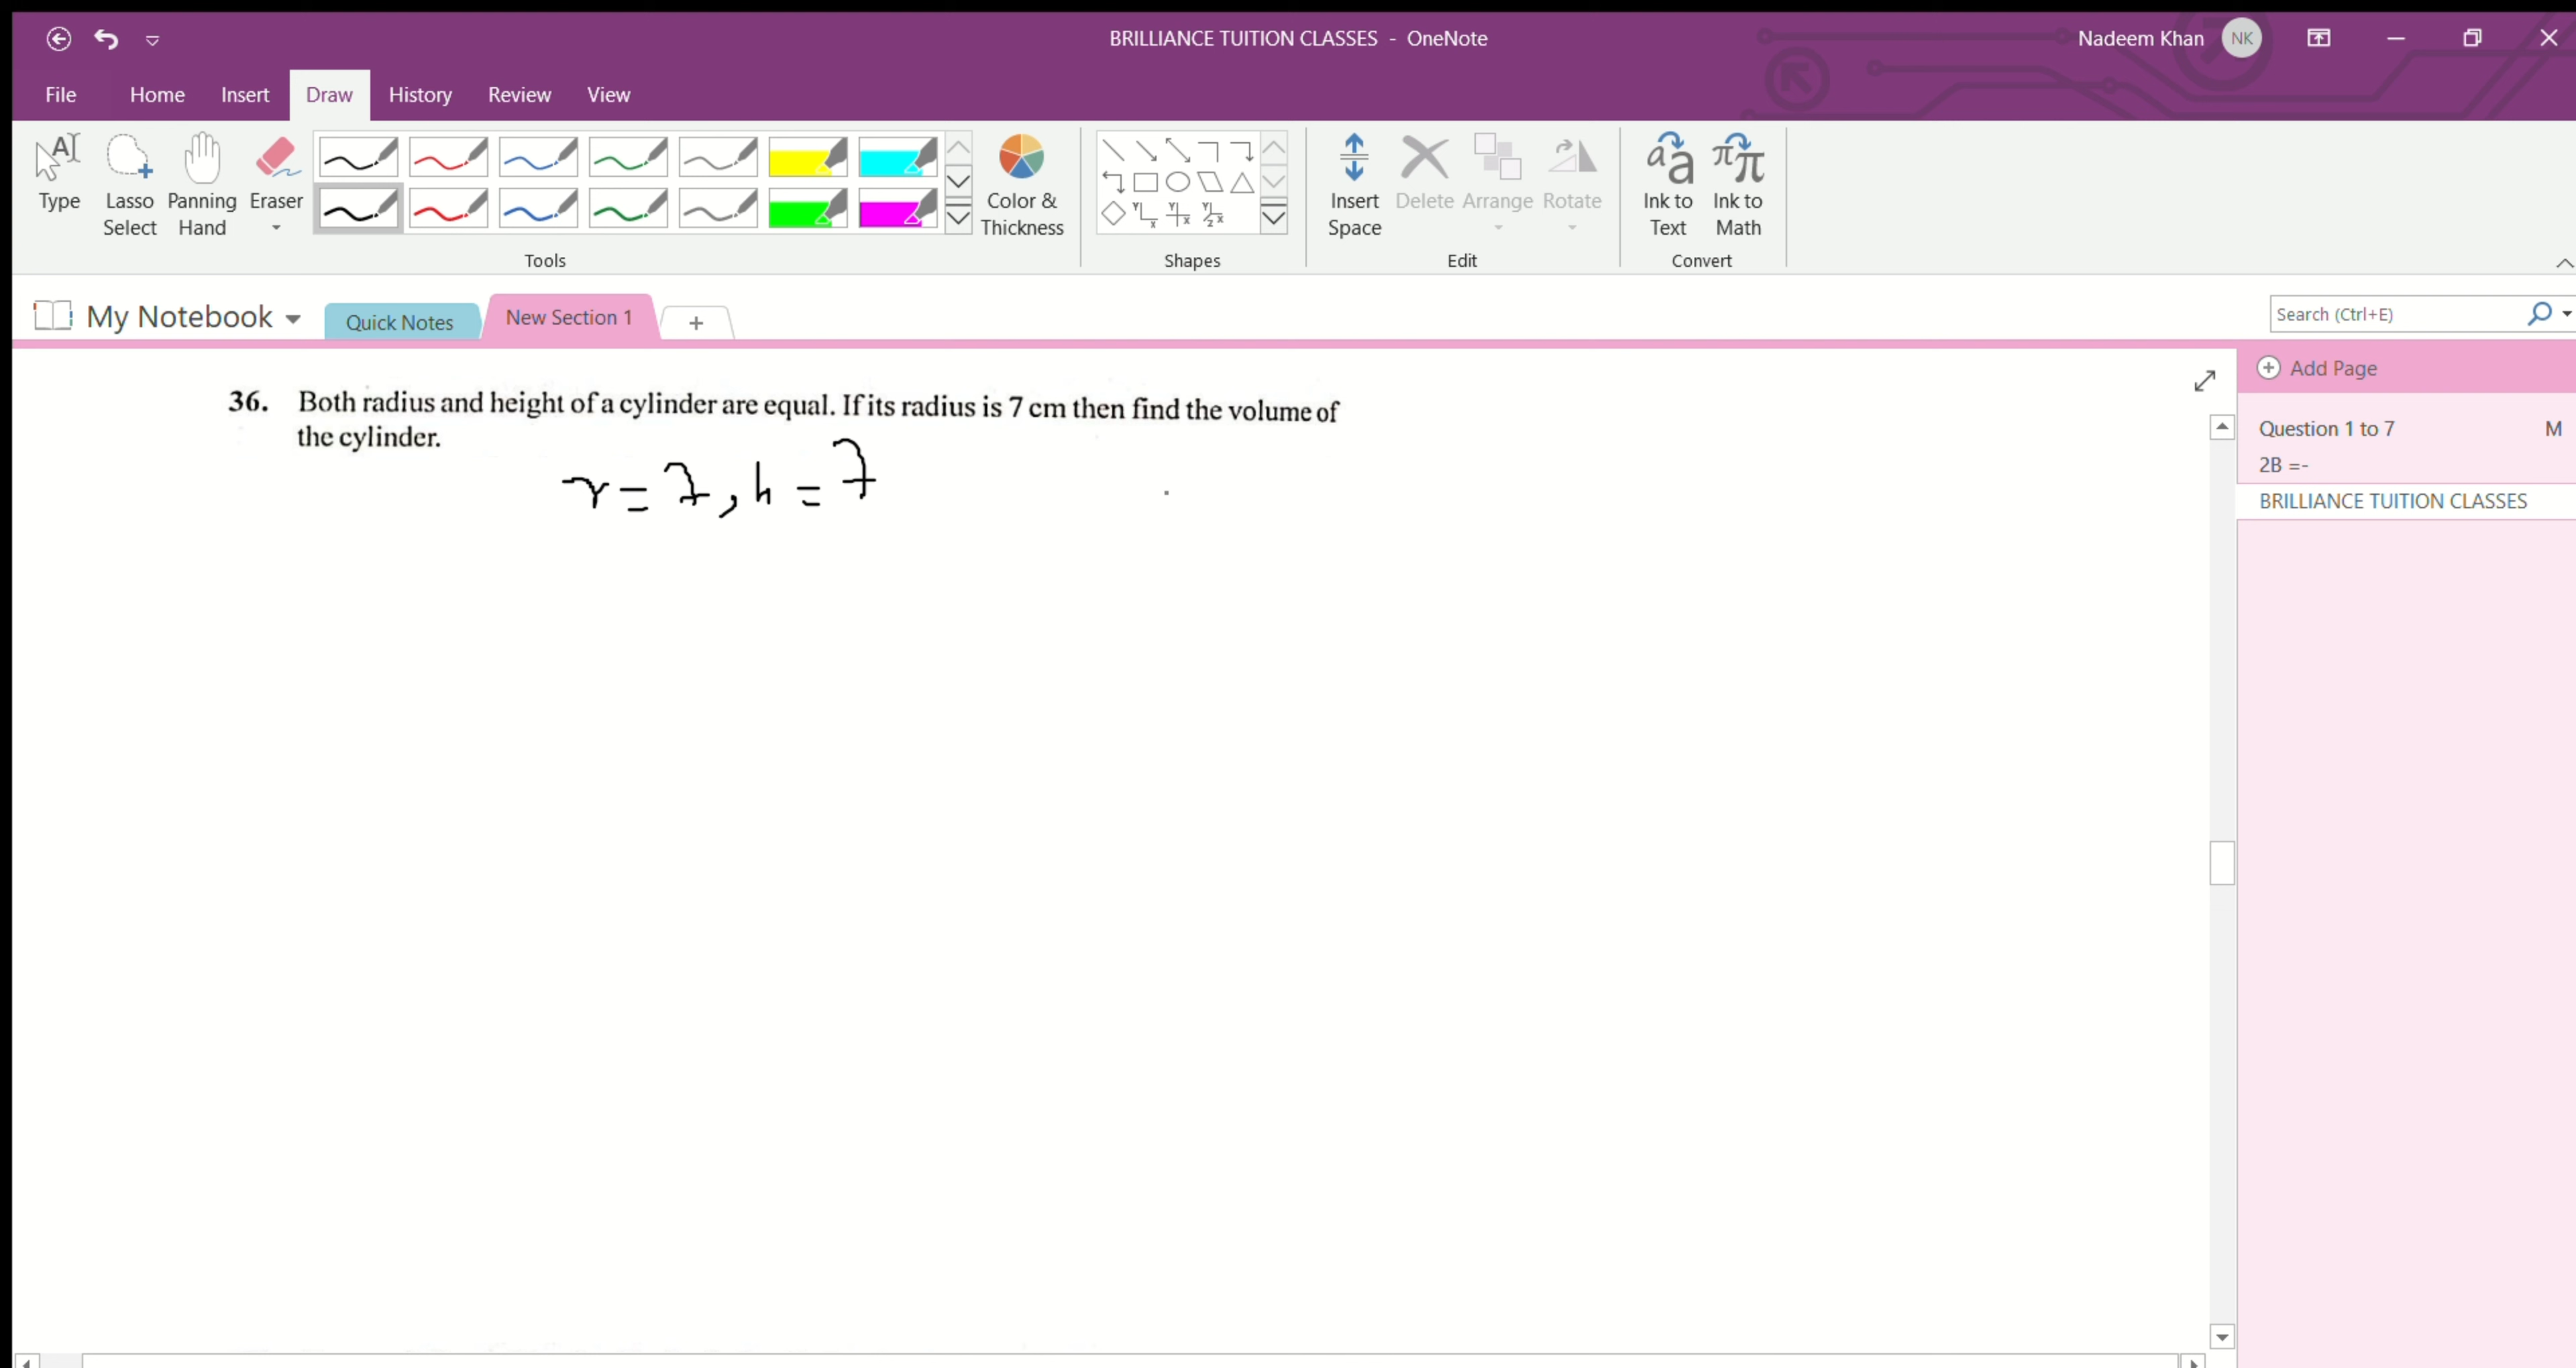 BRILLIANCE TUITION CLASSES - OneNote
Nadeem Khan NK
File Home Insert Draw History Review View
Type
Lasso Select
Panning Hand
Eraser
Color & Thickness
Tools
Shapes
Insert Space
Delete
Arrange
Rotate
Edit
Ink to Text
Ink to Math
Convert
My Notebook
Quick Notes
New Section 1
+
Search (Ctrl+E)
36. Both radius and height of a cylinder are equal. If its radius is 7 cm then find the volume of
the cylinder.
r = 7, h = 7
Add Page
Question 1 to 7 M
2B =-
BRILLIANCE TUITION CLASSES